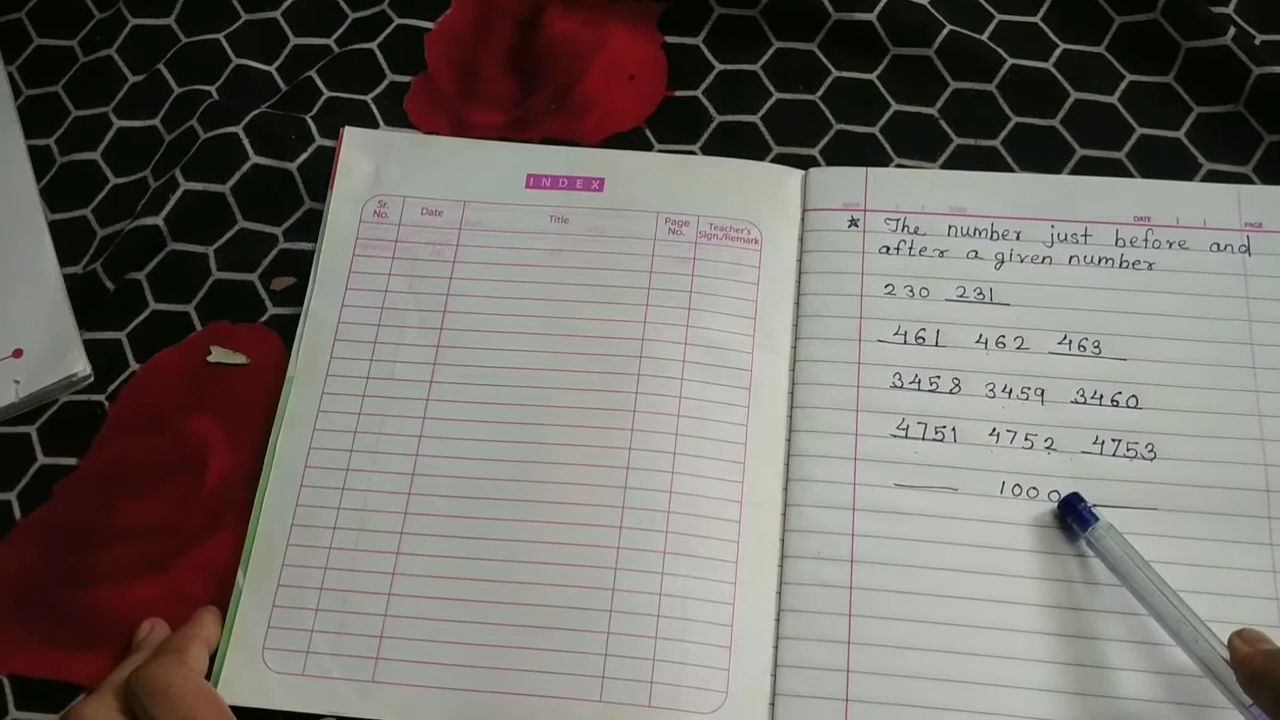 INDEX
Sr. No.
Date
Title
Page No.
Teacher's Sign./Remark
DATE
PAGE
* The number just before and
after a given number
230 231
461 462 463
3458 3459 3460
4751 4752 4753
1000